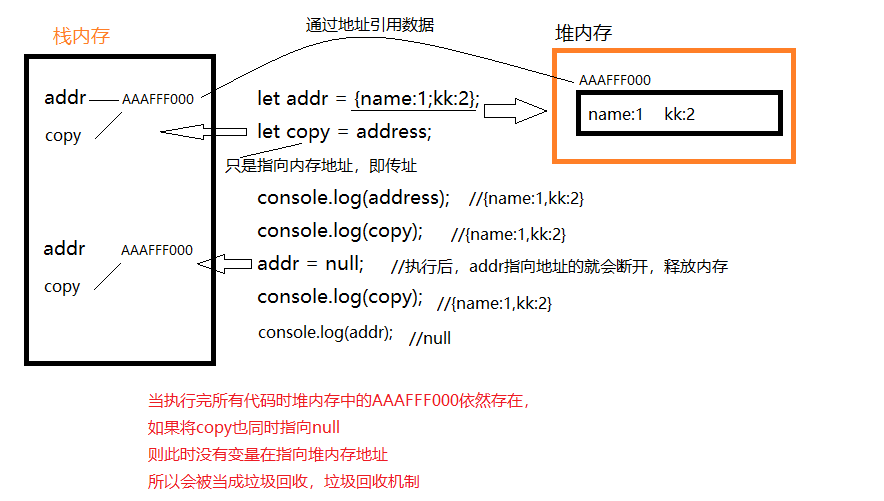 通过地址引用数据
栈内存
堆内存
AAAFFF000
addr AAAFFF000
let addr = {name:1;kk:2};
name:1 kk:2
copy
let copy = address;
只是指向内存地址，即传址
console.log(address); //{name:1,kk:2}
console.log(copy); //{name:1,kk:2}
addr AAAFFF000
addr = null; //执行后，addr指向地址的就会断开，释放内存
copy
console.log(copy); //{name:1,kk:2}
console.log(addr); //null
当执行完所有代码时堆内存中的AAAFFF000依然存在，
如果将copy也同时指向null
则此时没有变量在指向堆内存地址
所以会被当成垃圾回收，垃圾回收机制